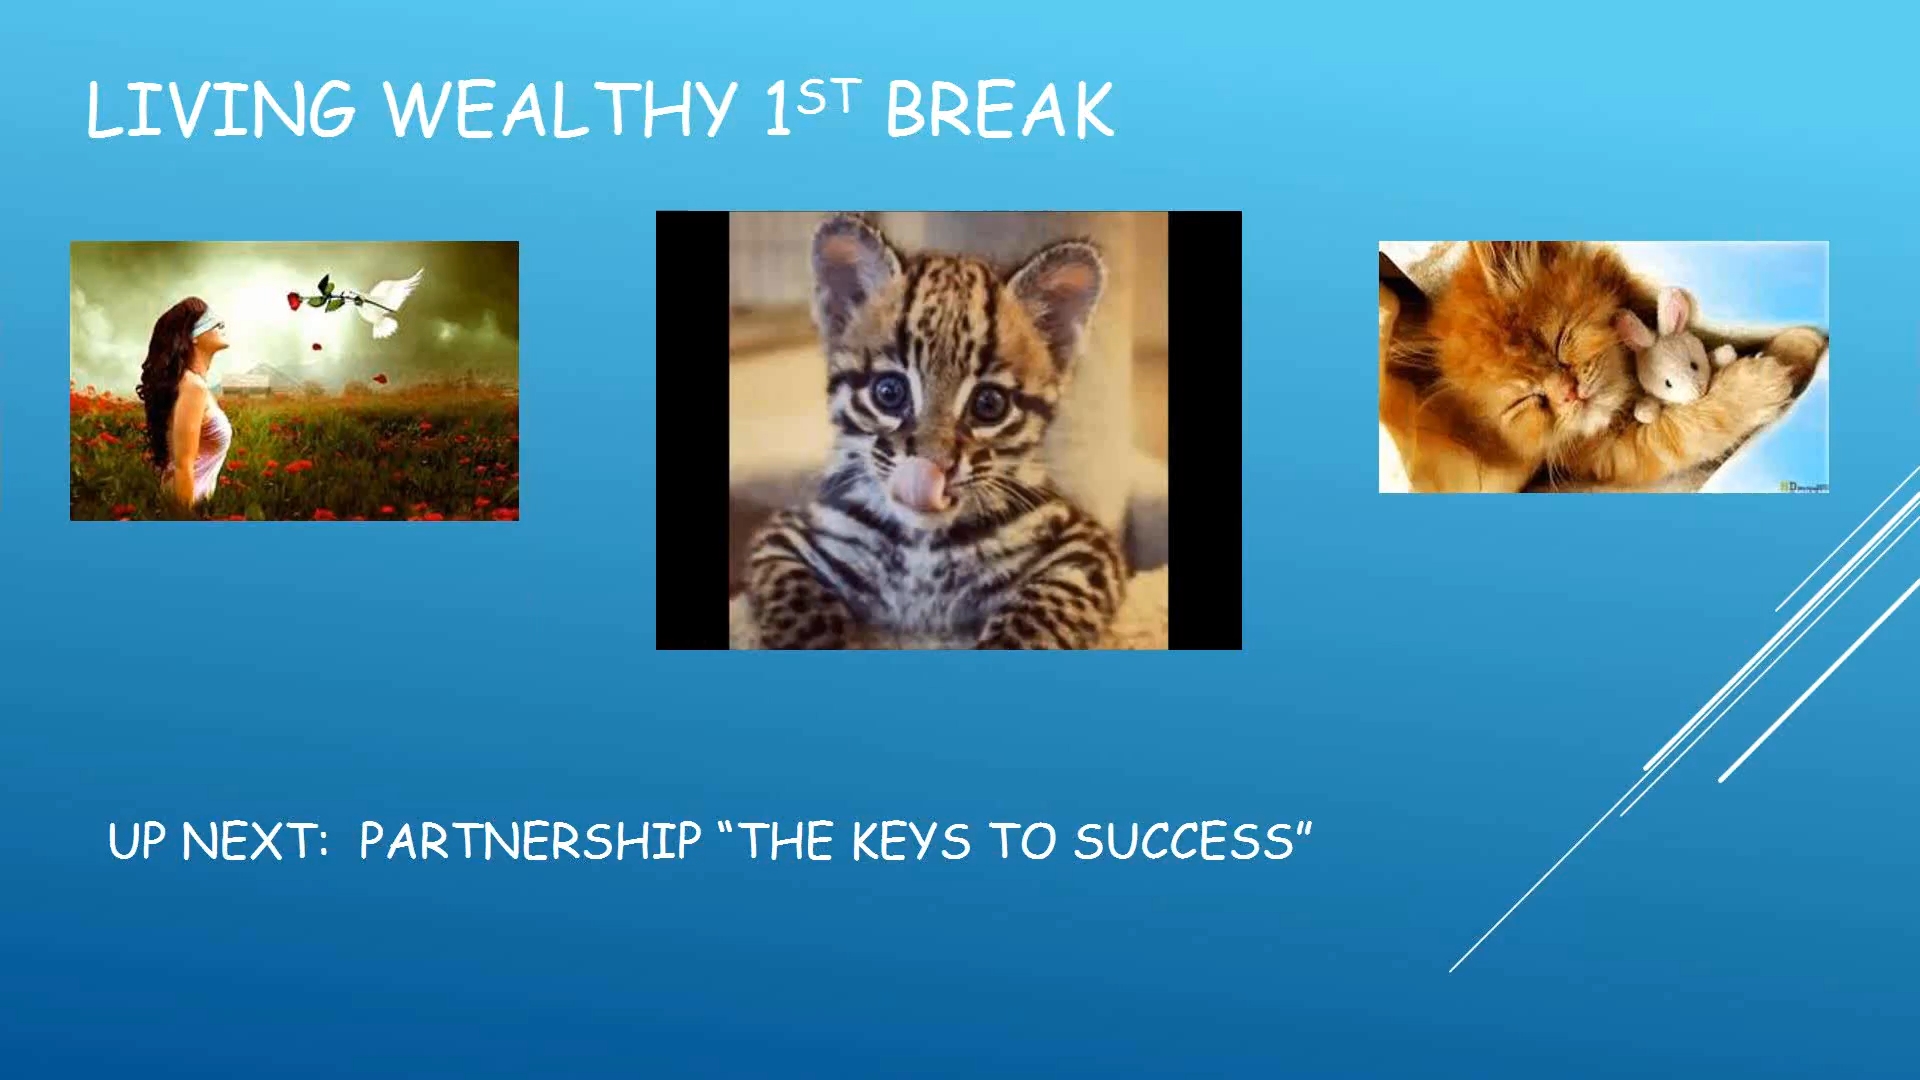 LIVING WEALTHY 1ST BREAK
UP NEXT: PARTNERSHIP “THE KEYS TO SUCCESS”